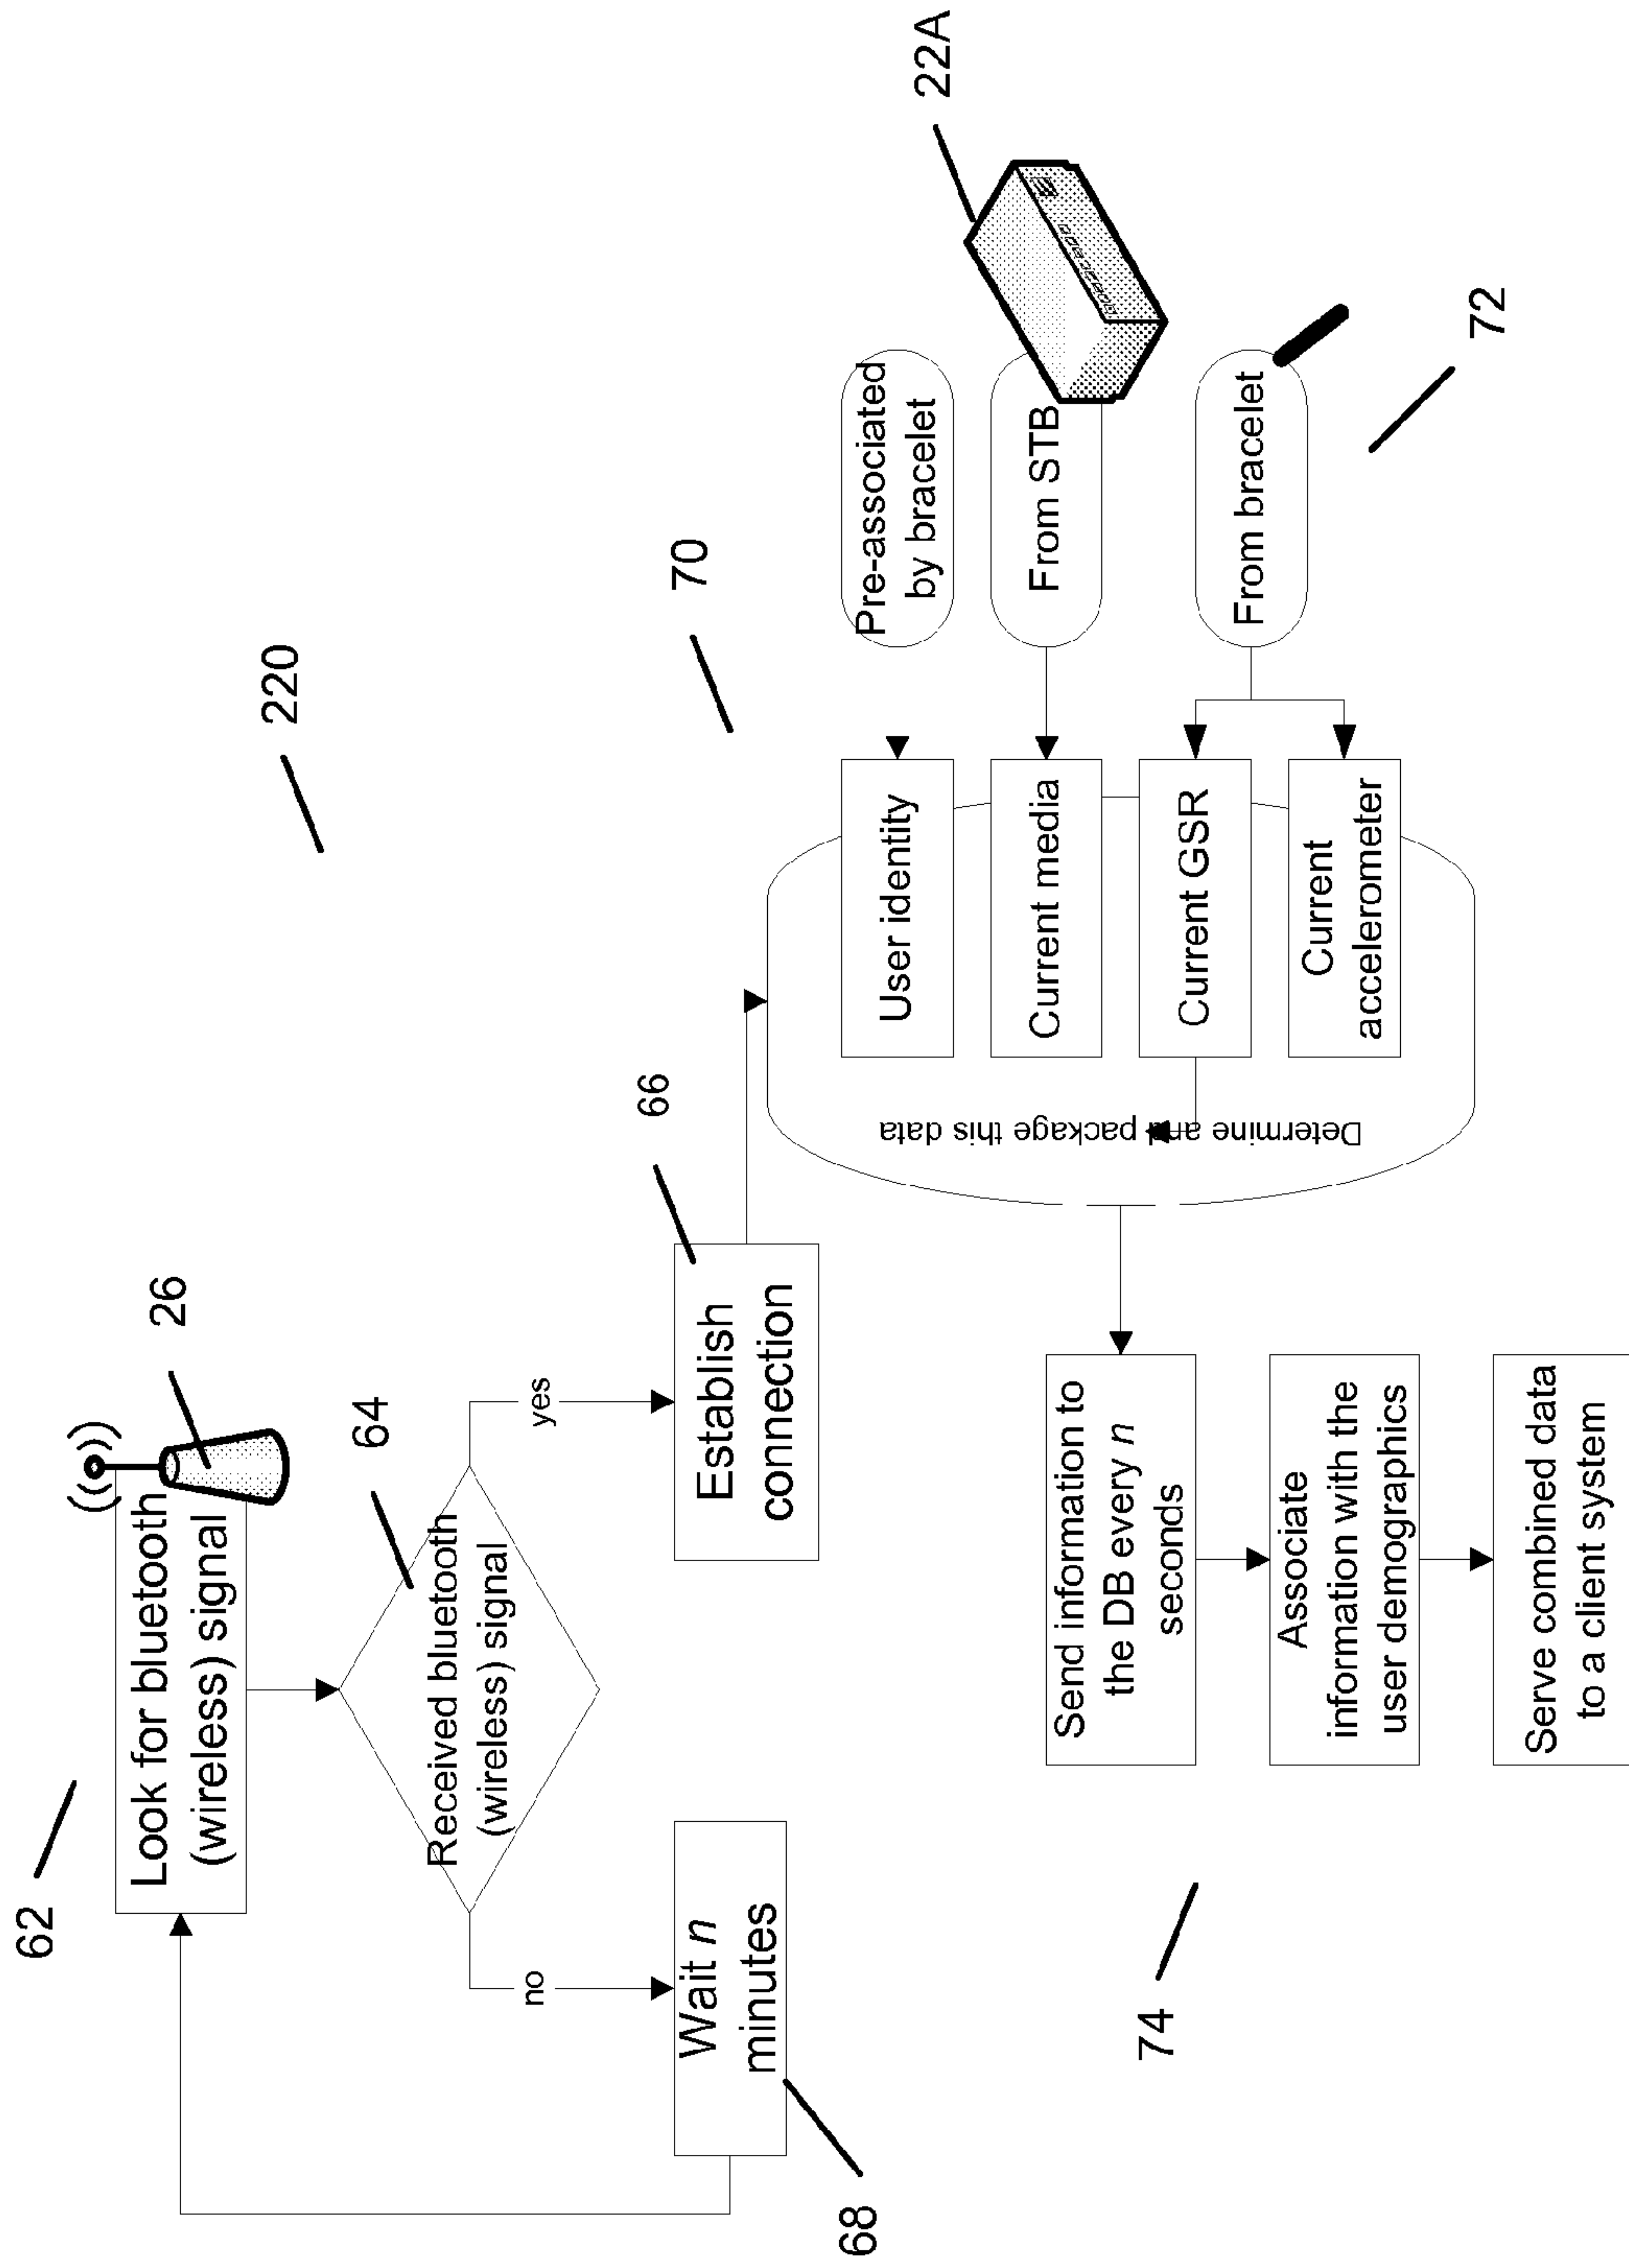 62
Look for bluetooth
(wireless) signal
26
220
64
Received bluetooth
(wireless) signal
no
yes
Wait n
minutes
68
Establish
connection
66
70
Determine and package this data
User identity
Current media
Current GSR
Current
accelerometer
Pre-associated
by bracelet
From STB
From bracelet
22A
72
74
Send information to
the DB every n
seconds
Associate
information with the
user demographics
Serve combined data
to a client system